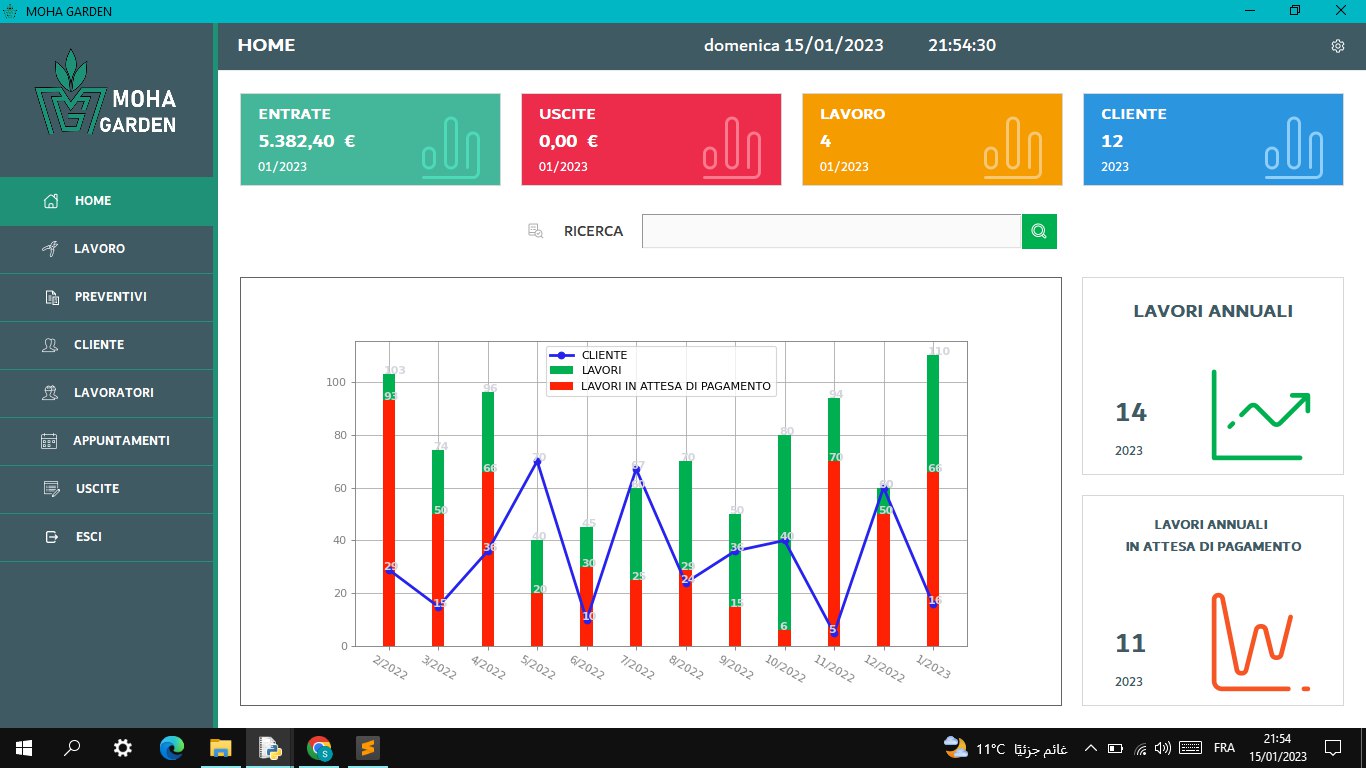 MOHA GARDEN
MOHA
GARDEN
HOME
LAVORO
PREVENTIVI
CLIENTE
LAVORATORI
APPUNTAMENTI
USCITE
ESCI
HOME
domenica 15/01/2023 21:54:30
ENTRATE
5.382,40 €
01/2023
USCITE
0,00 €
01/2023
LAVORO
4
01/2023
CLIENTE
12
2023
RICERCA
CLIENTE
LAVORI
LAVORI IN ATTESA DI PAGAMENTO
100
80
60
40
20
0
103
93
29
74
50
15
96
66
36
70
40
20
45
30
10
67
60
25
70
29
24
50
36
15
80
40
6
94
70
5
60
50
110
66
16
2/2022
3/2022
4/2022
5/2022
6/2022
7/2022
8/2022
9/2022
10/2022
11/2022
12/2022
1/2023
LAVORI ANNUALI
14
2023
LAVORI ANNUALI
IN ATTESA DI PAGAMENTO
11
2023
11°C غائم جزئيًا
FRA
21:54
15/01/2023